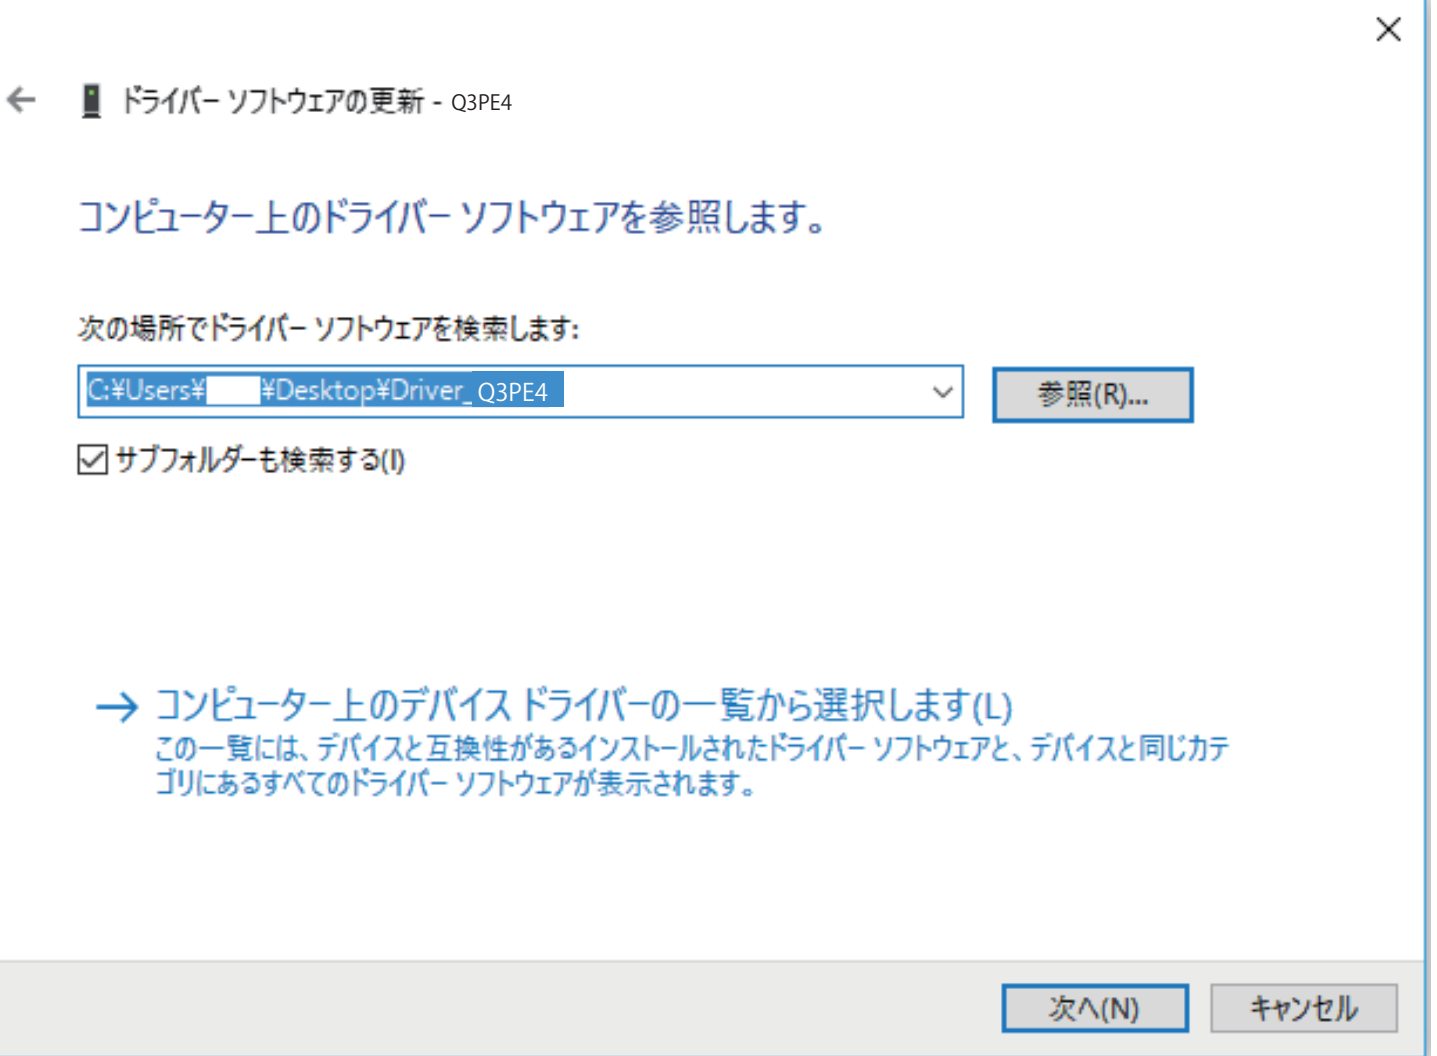 ドライバー ソフトウェアの更新 - Q3PE4
コンピューター上のドライバー ソフトウェアを参照します。
次の場所でドライバー ソフトウェアを検索します:
C:¥Users¥ ¥Desktop¥Driver_Q3PE4
参照(R)...
サブフォルダーも検索する(I)
コンピューター上のデバイス ドライバーの一覧から選択します(L)
この一覧には、デバイスと互換性があるインストールされたドライバー ソフトウェアと、デバイスと同じカテ
ゴリにあるすべてのドライバー ソフトウェアが表示されます。
次へ(N)
キャンセル